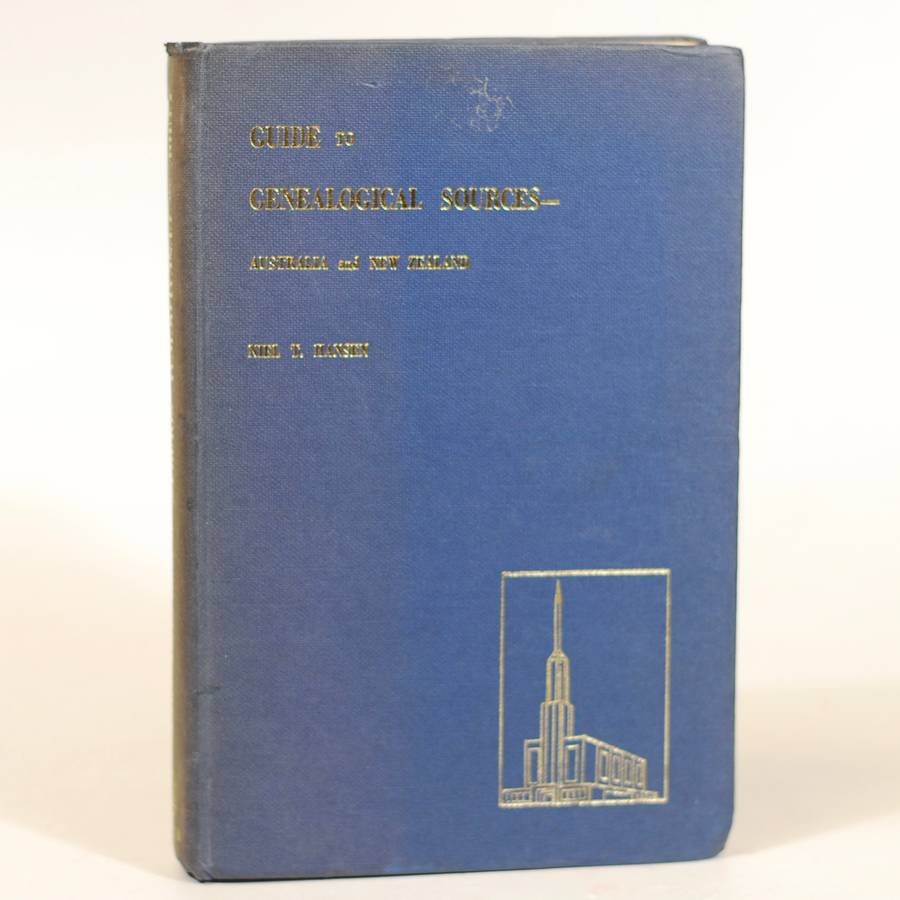 GUIDE TO
GENEALOGICAL SOURCES—
AUSTRALIA and NEW ZEALAND
NIEL T. HANSEN